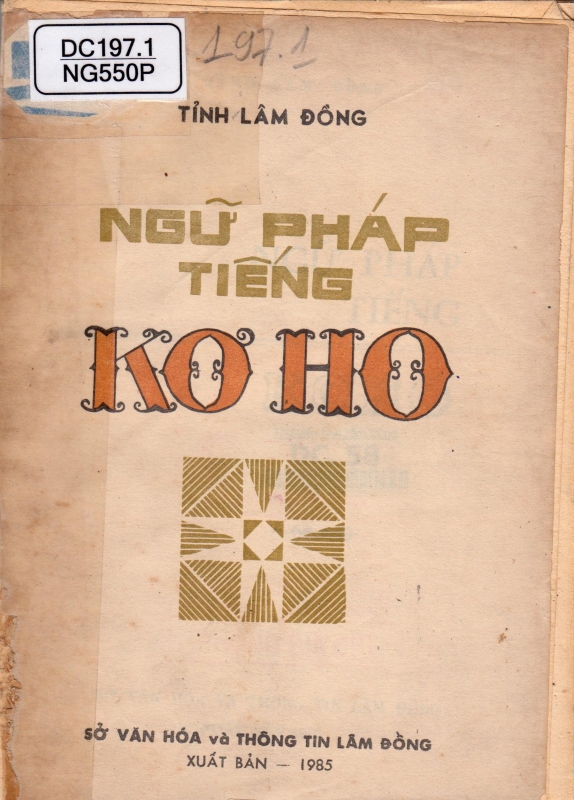 DC197.1
NG550P
197.1
TỈNH LÂM ĐỒNG
NGỮ PHÁP
TIẾNG
KƠ HO
SỞ VĂN HÓA và THÔNG TIN LÂM ĐỒNG
XUẤT BẢN — 1985